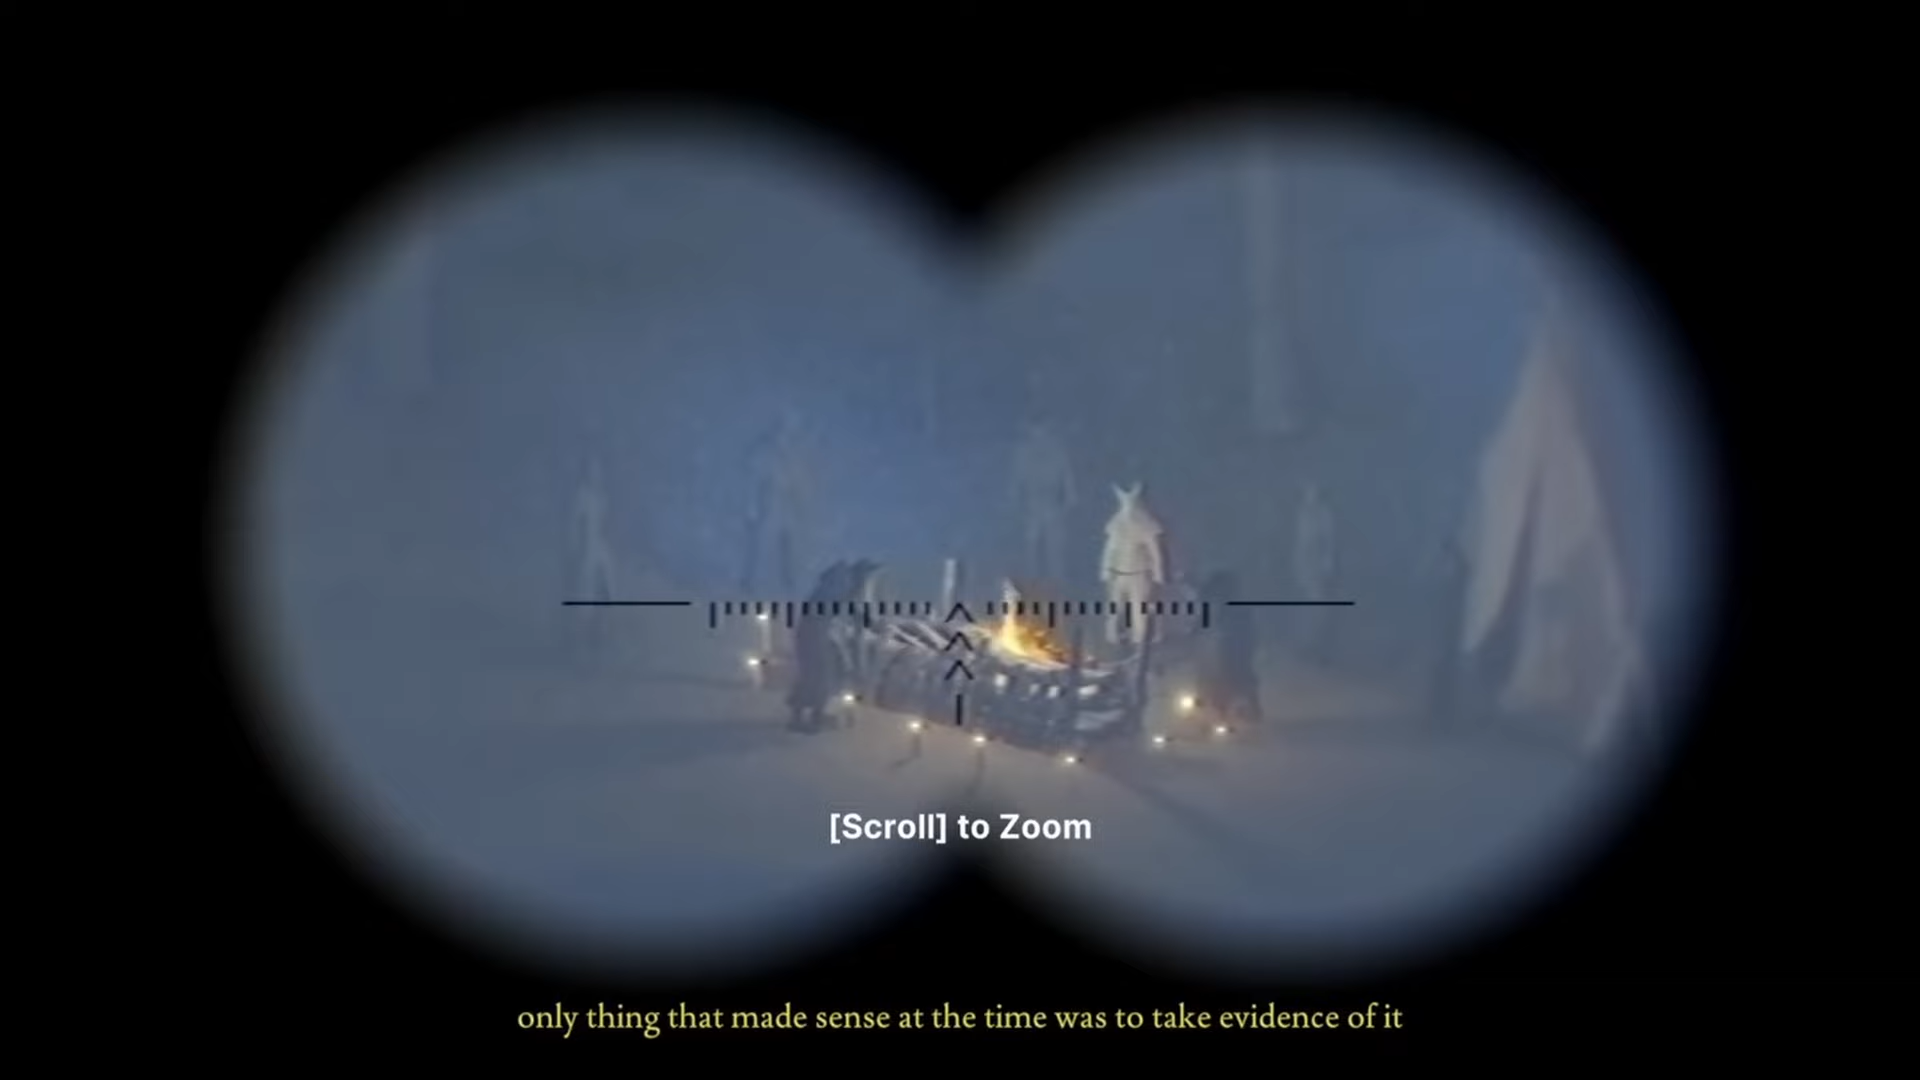 [Scroll] to Zoom
only thing that made sense at the time was to take evidence of it